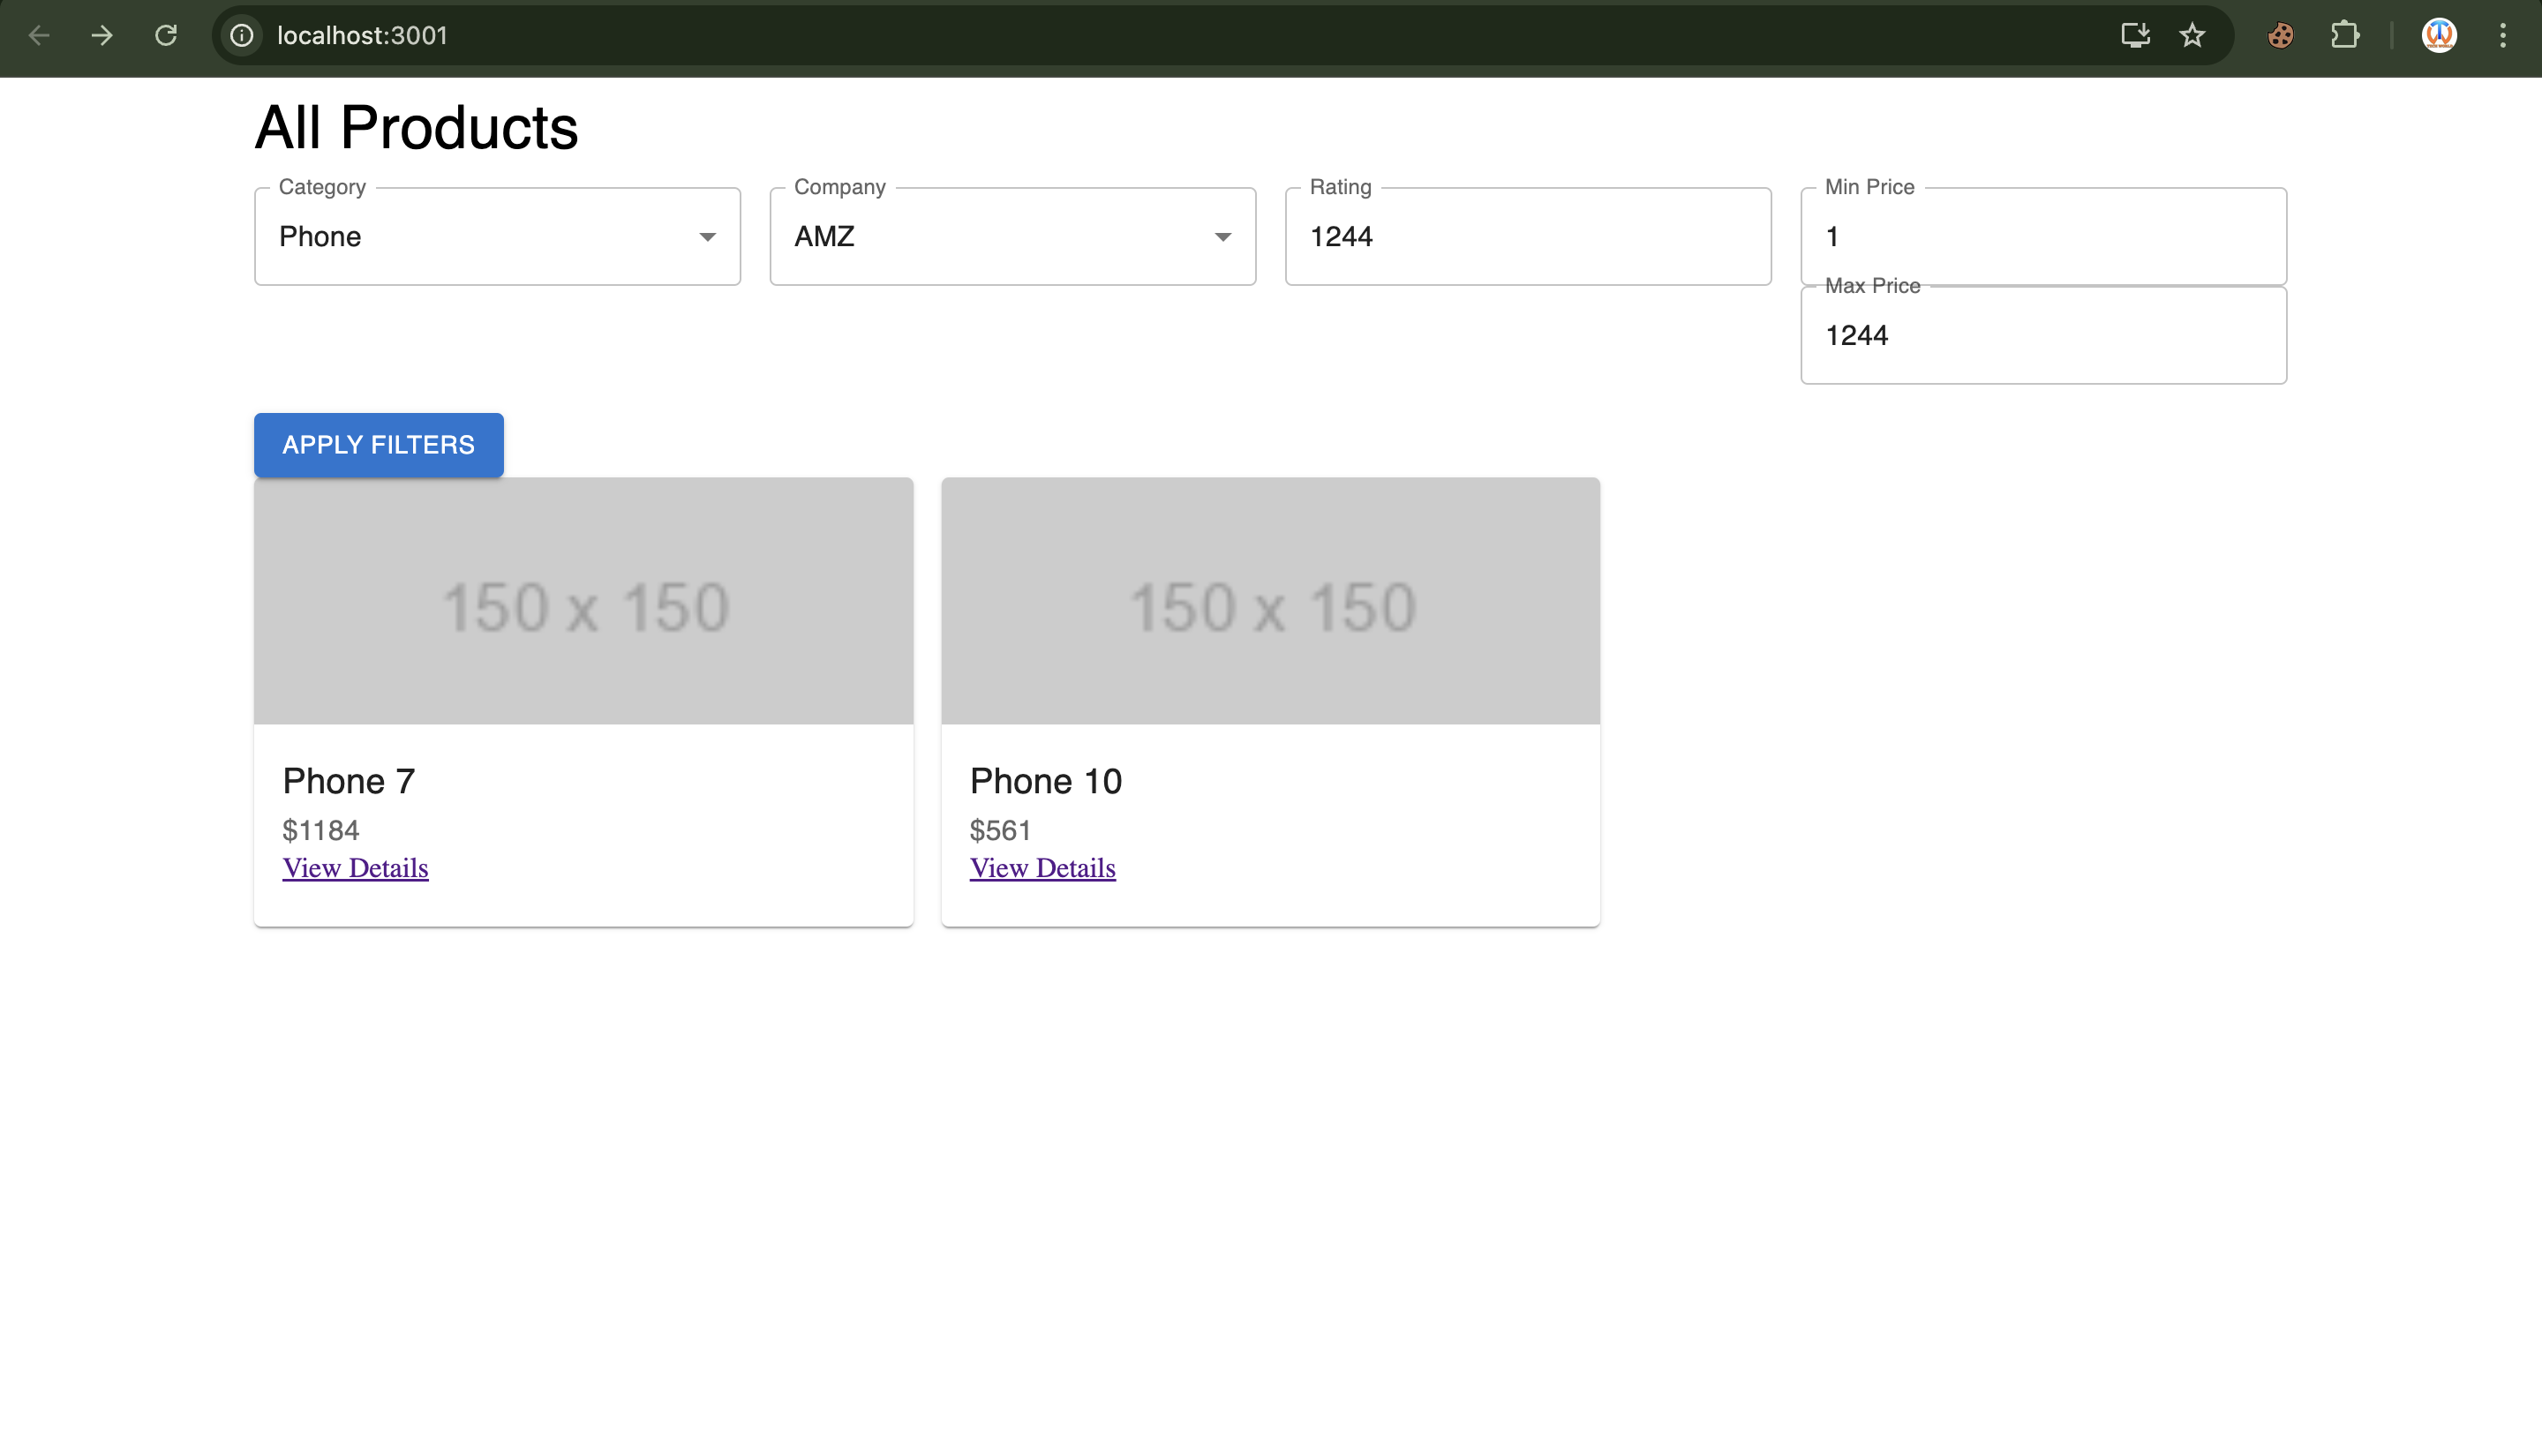 localhost:3001
All Products
Category
Phone
Company
AMZ
Rating
1244
Min Price
1
Max Price
1244
APPLY FILTERS
150 x 150
150 x 150
Phone 7
$1184
View Details
Phone 10
$561
View Details